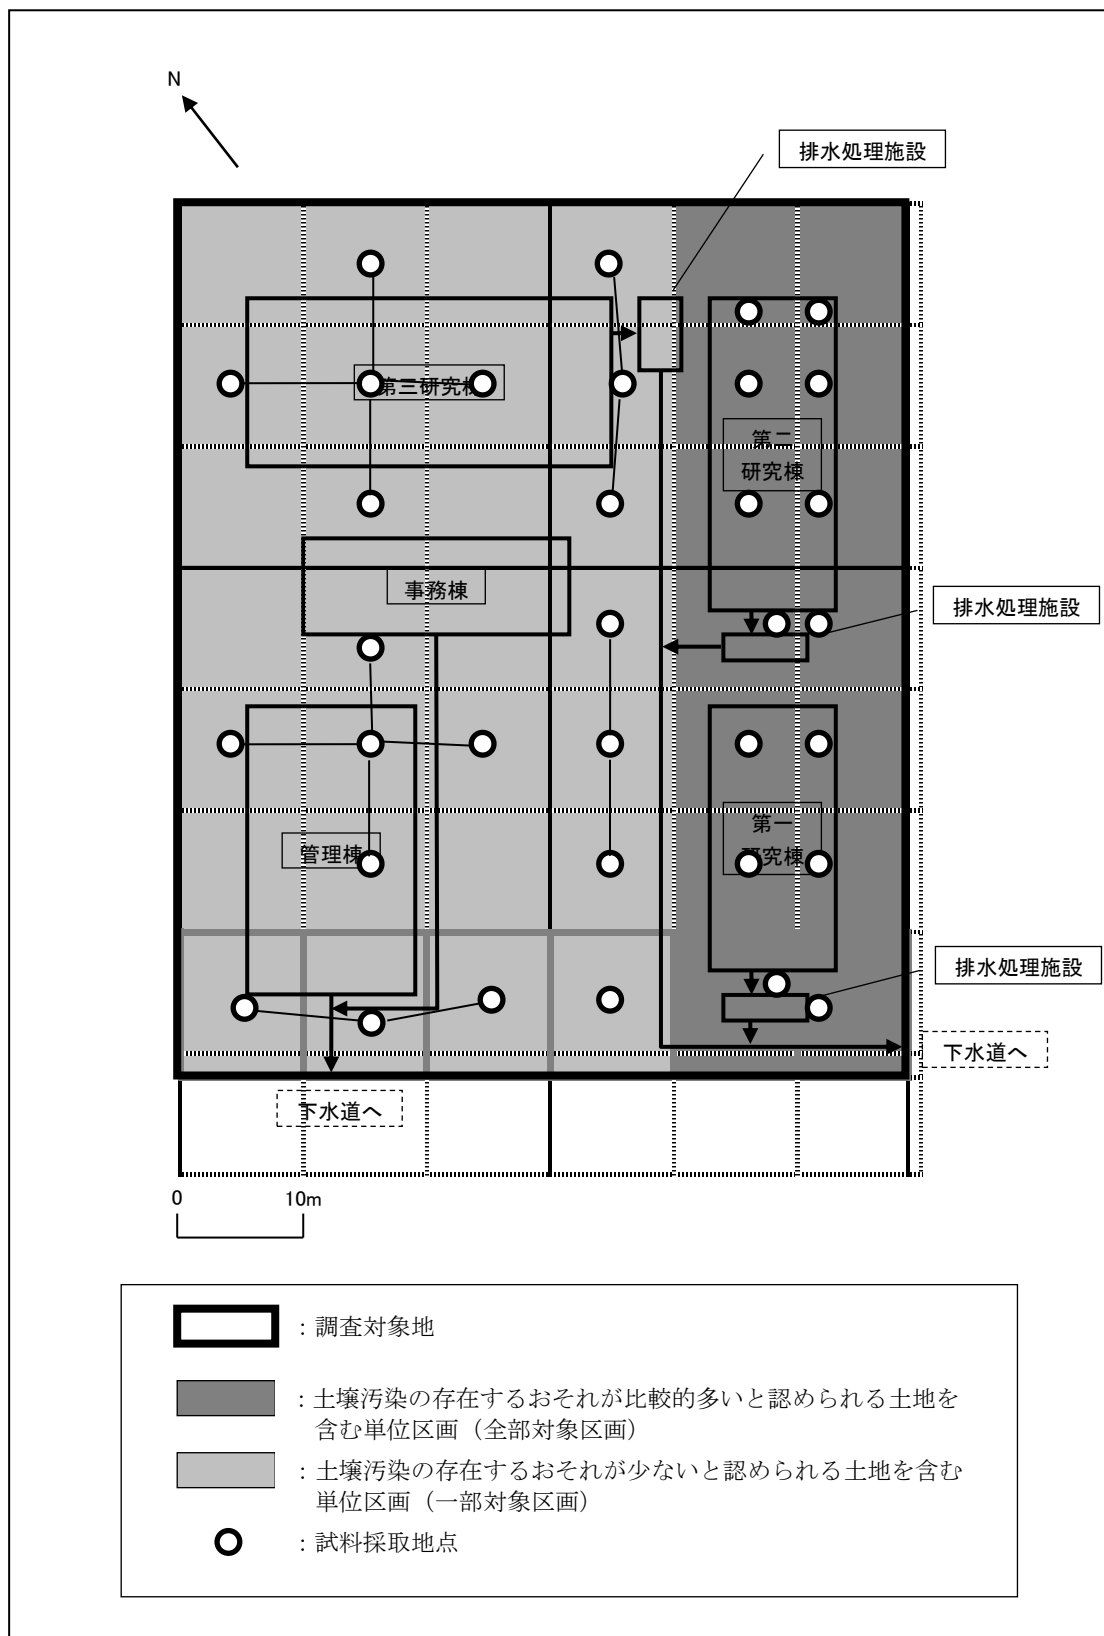 N
排水処理施設
第三研究棟
第二
研究棟
事務棟
排水処理施設
第一
研究棟
管理棟
排水処理施設
下水道へ
下水道へ
0
10m
：調査対象地
：土壌汚染の存在するおそれが比較的多いと認められる土地を
含む単位区画（全部対象区画）
：土壌汚染の存在するおそれが少ないと認められる土地を含む
単位区画（一部対象区画）
：試料採取地点